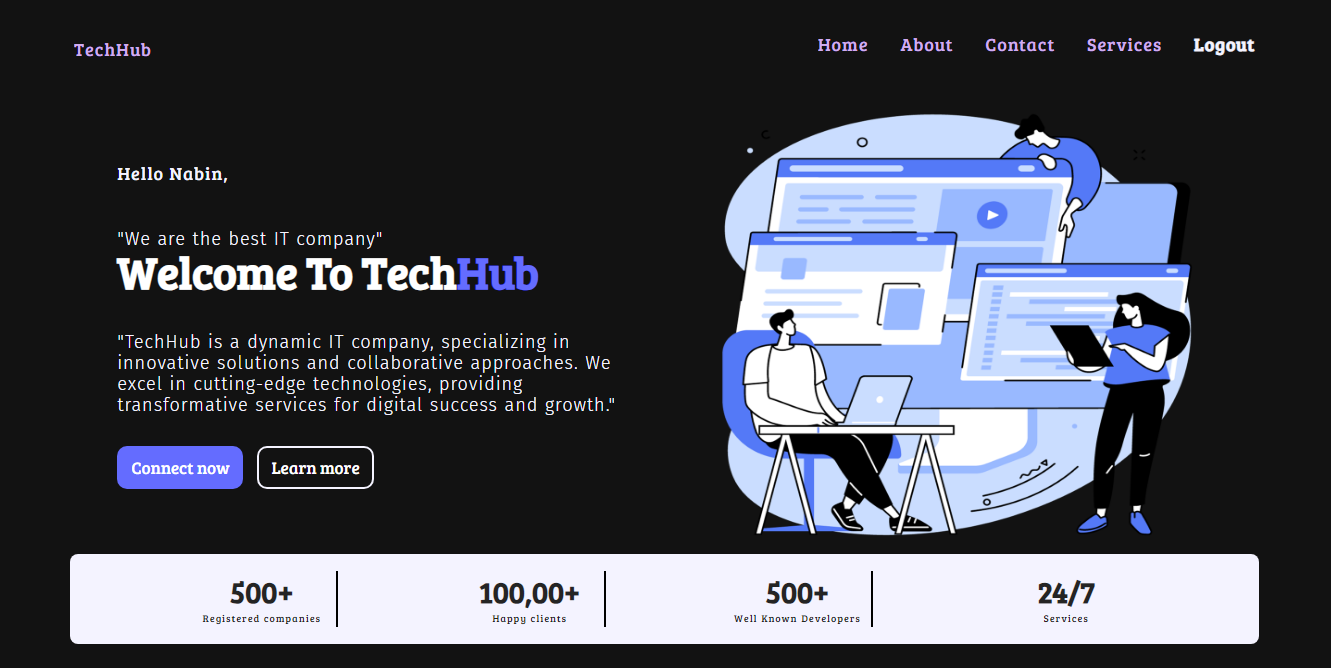 TechHub
Home About Contact Services Logout
Hello Nabin,
"We are the best IT company"
Welcome To TechHub
"TechHub is a dynamic IT company, specializing in
innovative solutions and collaborative approaches. We
excel in cutting-edge technologies, providing
transformative services for digital success and growth."
Connect now Learn more
500+ 100,00+ 500+ 24/7
Registered companies Happy clients Well Known Developers Services